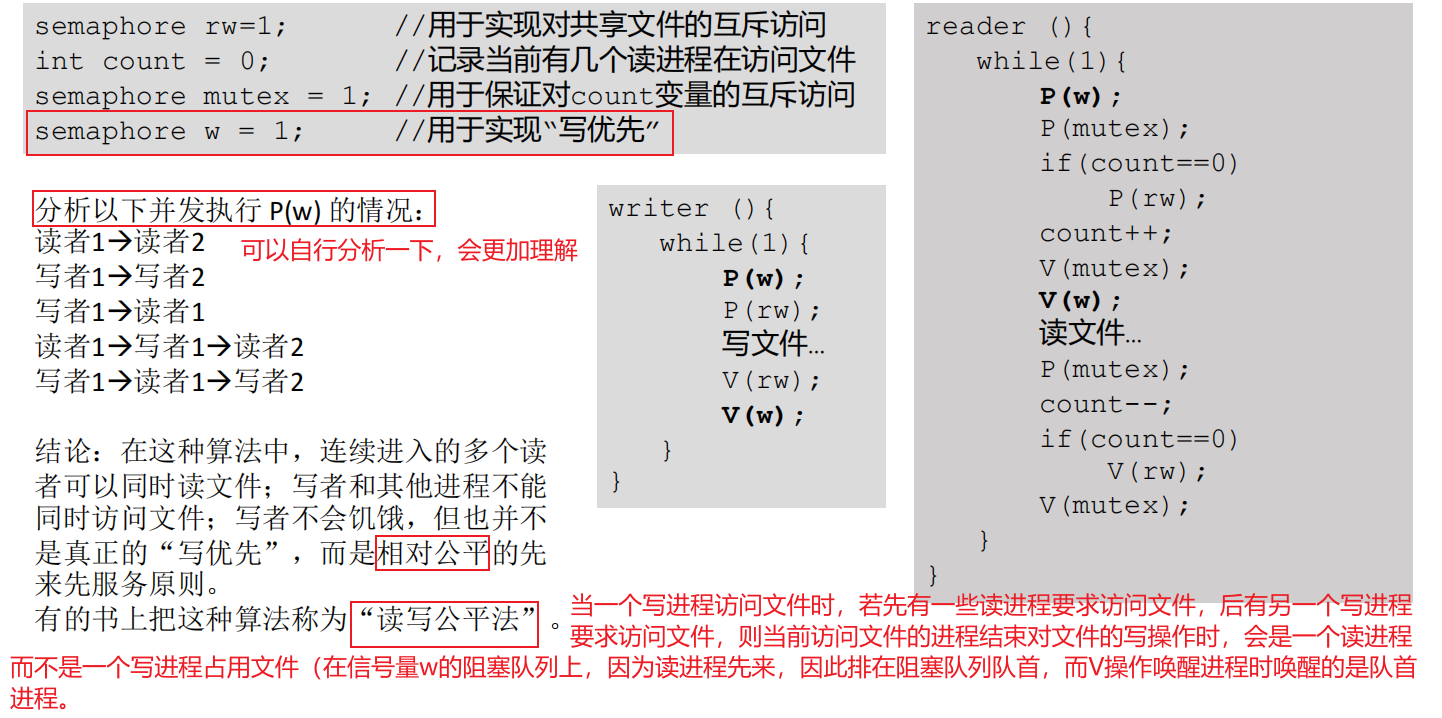 semaphore rw=1;      //用于实现对共享文件的互斥访问
int count = 0;       //记录当前有几个读进程在访问文件
semaphore mutex = 1; //用于保证对count变量的互斥访问
semaphore w = 1;     //用于实现“写优先”
分析以下并发执行 P(w) 的情况：
读者1→读者2
可以自行分析一下，会更加理解
写者1→写者2
写者1→读者1
读者1→写者1→读者2
写者1→读者1→写者2
结论：在这种算法中，连续进入的多个读
者可以同时读文件；写者和其他进程不能
同时访问文件；写者不会饥饿，但也并不
是真正的“写优先”，而是相对公平的先
来先服务原则。
有的书上把这种算法称为“读写公平法”。
writer (){
while(1){
P(w);
P(rw);
写文件…
V(rw);
V(w);
}
}
reader (){
while(1){
P(w);
P(mutex);
if(count==0)
P(rw);
count++;
V(mutex);
V(w);
读文件…
P(mutex);
count--;
if(count==0)
V(rw);
V(mutex);
}
}
当一个写进程访问文件时，若先有一些读进程要求访问文件，后有另一个写进程
要求访问文件，则当前访问文件的进程结束对文件的写操作时，会是一个读进程
而不是一个写进程占用文件（在信号量w的阻塞队列上，因为读进程先来，因此排在阻塞队列队首，而V操作唤醒进程时唤醒的是队首
进程。